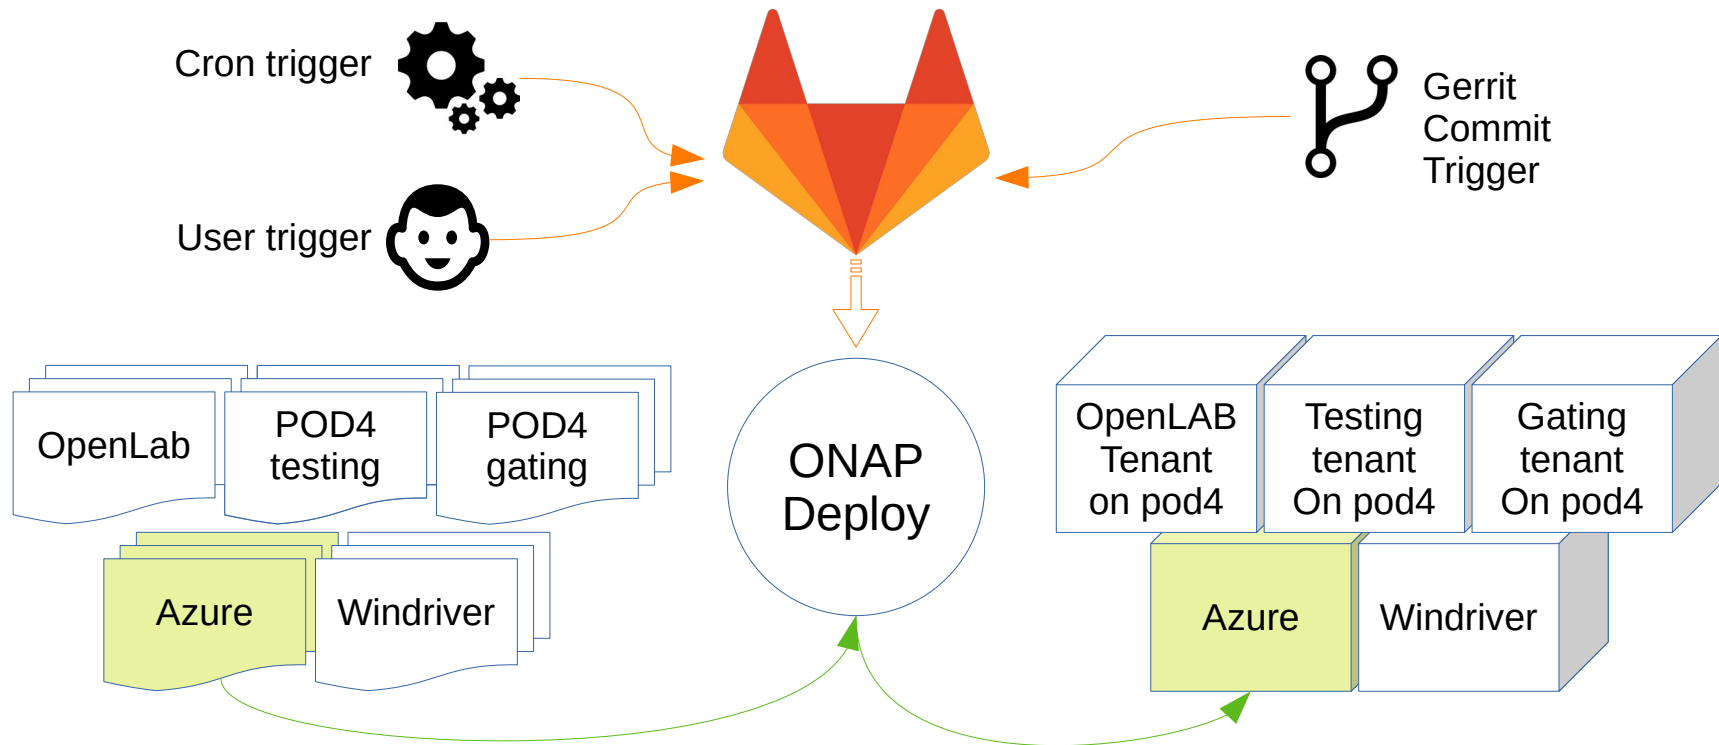 Cron trigger
User trigger
Gerrit
Commit
Trigger
OpenLab
POD4
testing
POD4
gating
Azure
Windriver
ONAP
Deploy
OpenLAB
Tenant
on pod4
Testing
tenant
On pod4
Gating
tenant
On pod4
Azure
Windriver